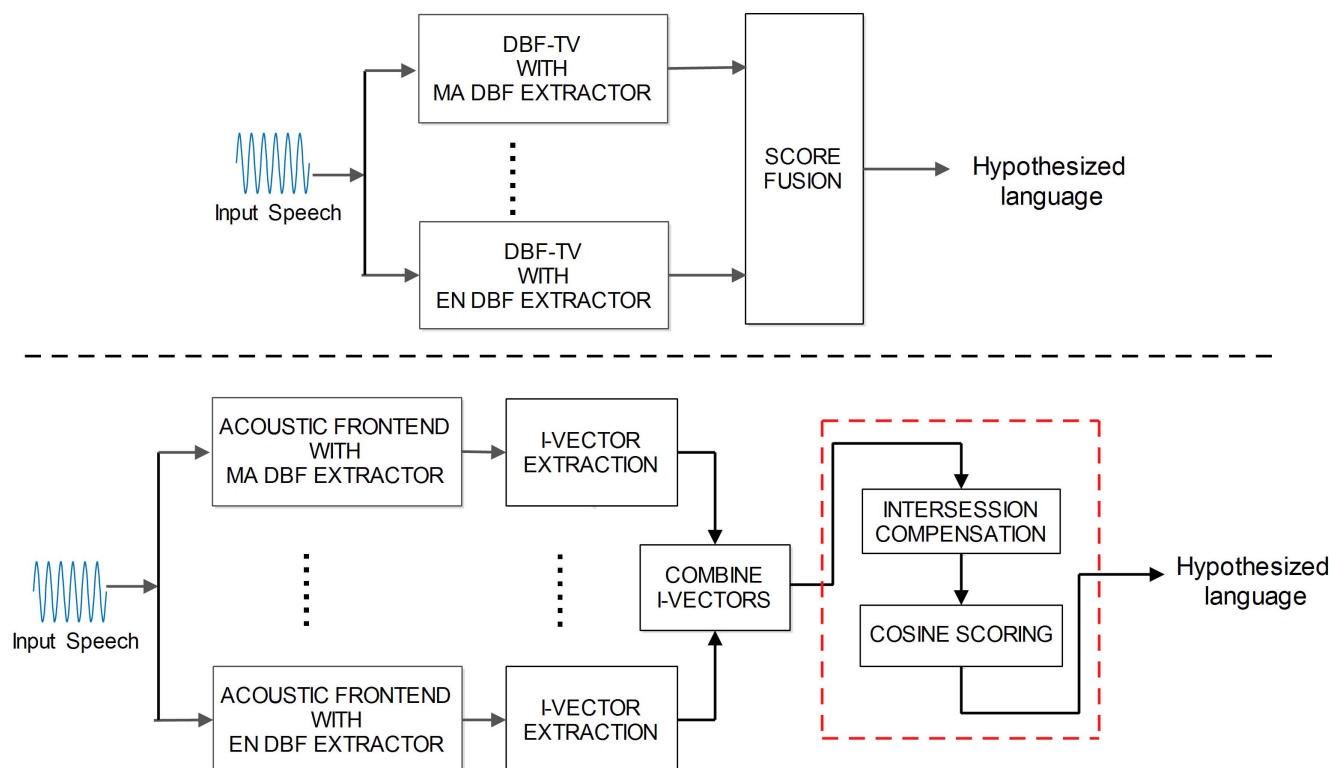 DBF-TV
WITH
MA DBF EXTRACTOR
Input Speech
DBF-TV
WITH
EN DBF EXTRACTOR
SCORE
FUSION
Hypothesized
language
ACOUSTIC FRONTEND
WITH
MA DBF EXTRACTOR
I-VECTOR
EXTRACTION
Input Speech
ACOUSTIC FRONTEND
WITH
EN DBF EXTRACTOR
I-VECTOR
EXTRACTION
COMBINE
I-VECTORS
INTERSESSION
COMPENSATION
COSINE SCORING
Hypothesized
language